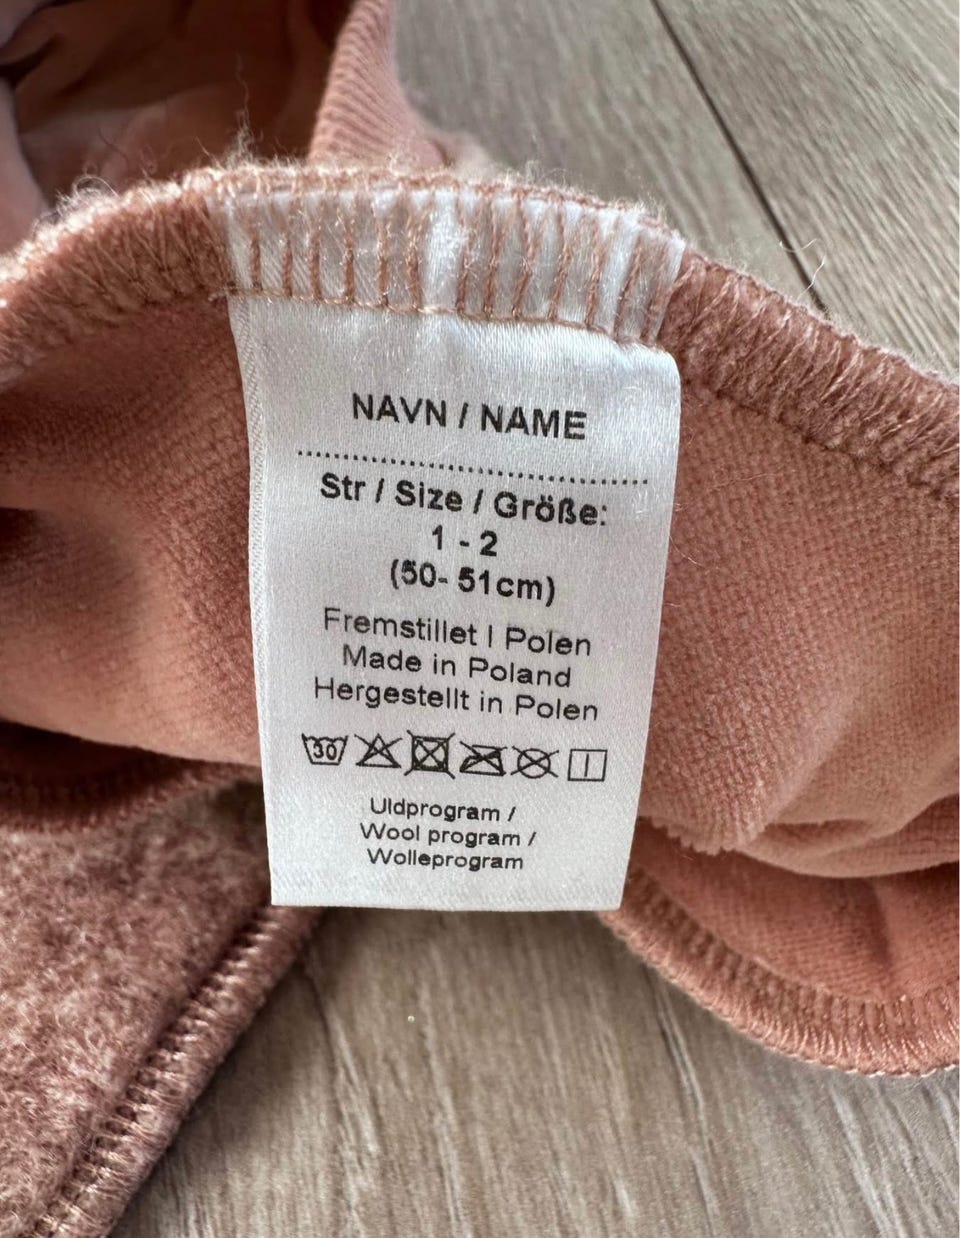 NAVN / NAME
Str / Size / Größe:
1 - 2
(50- 51cm)
Fremstillet I Polen
Made in Poland
Hergestellt in Polen
30
Uldprogram /
Wool program /
Wolleprogram